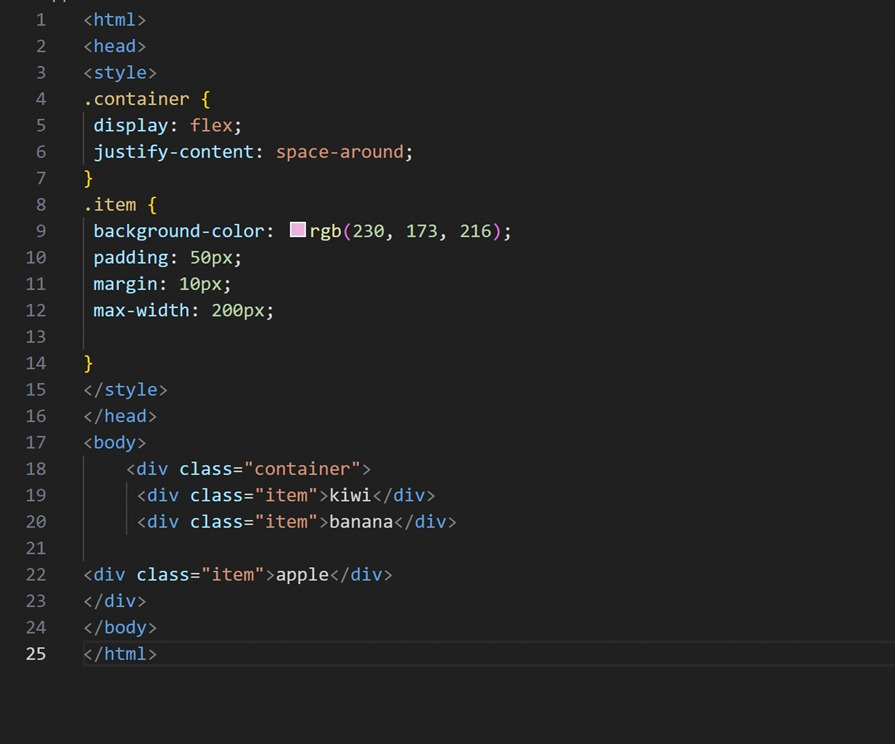 1 <html>
2 <head>
3 <style>
4 .container {
5 display: flex;
6 justify-content: space-around;
7 }
8 .item {
9 background-color: rgb(230, 173, 216);
10 padding: 50px;
11 margin: 10px;
12 max-width: 200px;
13
14 }
15 </style>
16 </head>
17 <body>
18 <div class="container">
19 <div class="item">kiwi</div>
20 <div class="item">banana</div>
21
22 <div class="item">apple</div>
23 </div>
24 </body>
25 </html>